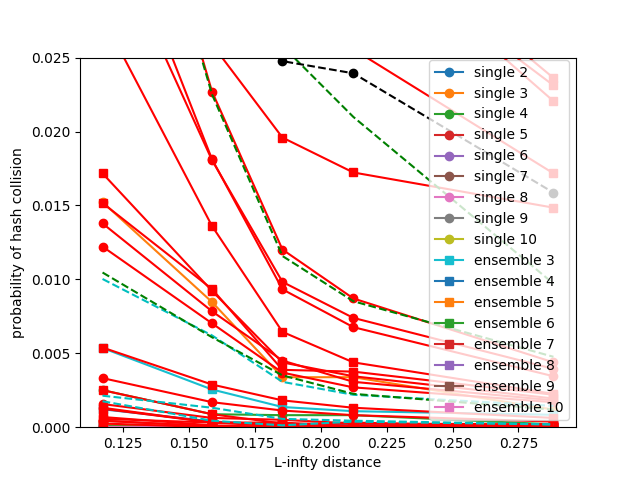 0.025
0.020
0.015
0.010
0.005
0.000
probability of hash collision
0.125
0.150
0.175
0.200
0.225
0.250
0.275
L-infty distance
single 2
single 3
single 4
single 5
single 6
single 7
single 8
single 9
single 10
ensemble 3
ensemble 4
ensemble 5
ensemble 6
ensemble 7
ensemble 8
ensemble 9
ensemble 10